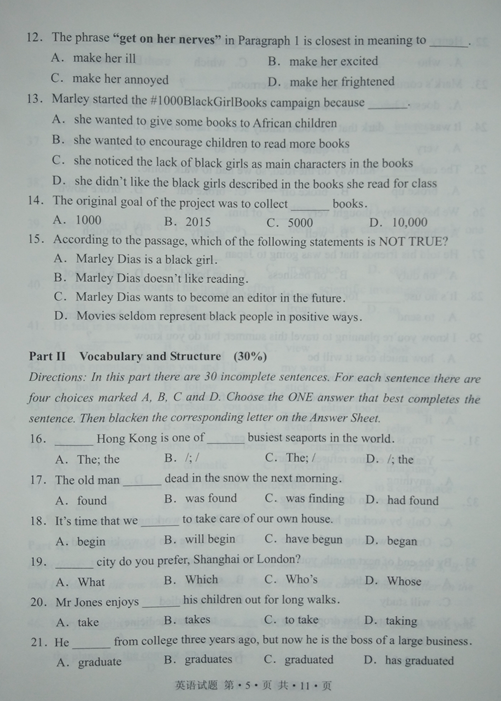 12. The phrase “get on her nerves” in Paragraph 1 is closest in meaning to ______.
A. make her ill B. make her excited
C. make her annoyed D. make her frightened
13. Marley started the #1000BlackGirlBooks campaign because ______.
A. she wanted to give some books to African children
B. she wanted to encourage children to read more books
C. she noticed the lack of black girls as main characters in the books
D. she didn’t like the black girls described in the books she read for class
14. The original goal of the project was to collect ______ books.
A. 1000 B. 2015 C. 5000 D. 10,000
15. According to the passage, which of the following statements is NOT TRUE?
A. Marley Dias is a black girl.
B. Marley Dias doesn’t like reading.
C. Marley Dias wants to become an editor in the future.
D. Movies seldom represent black people in positive ways.
Part II Vocabulary and Structure (30%)
Directions: In this part there are 30 incomplete sentences. For each sentence there are
four choices marked A, B, C and D. Choose the ONE answer that best completes the
sentence. Then blacken the corresponding letter on the Answer Sheet.
16. ______ Hong Kong is one of ______ busiest seaports in the world.
A. The; the B. /; / C. The; / D. /; the
17. The old man ______ dead in the snow the next morning.
A. found B. was found C. was finding D. had found
18. It’s time that we ______ to take care of our own house.
A. begin B. will begin C. have begun D. began
19. ______ city do you prefer, Shanghai or London?
A. What B. Which C. Who’s D. Whose
20. Mr Jones enjoys ______ his children out for long walks.
A. take B. takes C. to take D. taking
21. He ______ from college three years ago, but now he is the boss of a large business.
A. graduate B. graduates C. graduated D. has graduated
英语试题 第·5·页 共·11·页